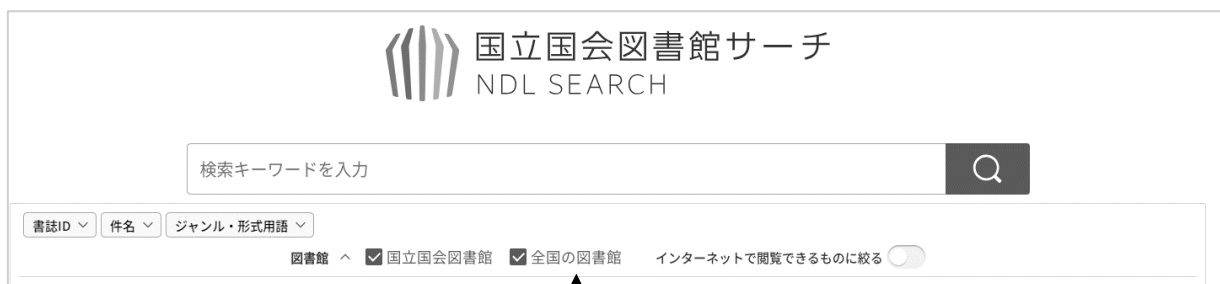 国立国会図書館サーチ
NDL SEARCH
検索キーワードを入力
書誌ID 件名 ジャンル・形式用語
図書館 国立国会図書館 全国の図書館 インターネットで閲覧できるものに絞る